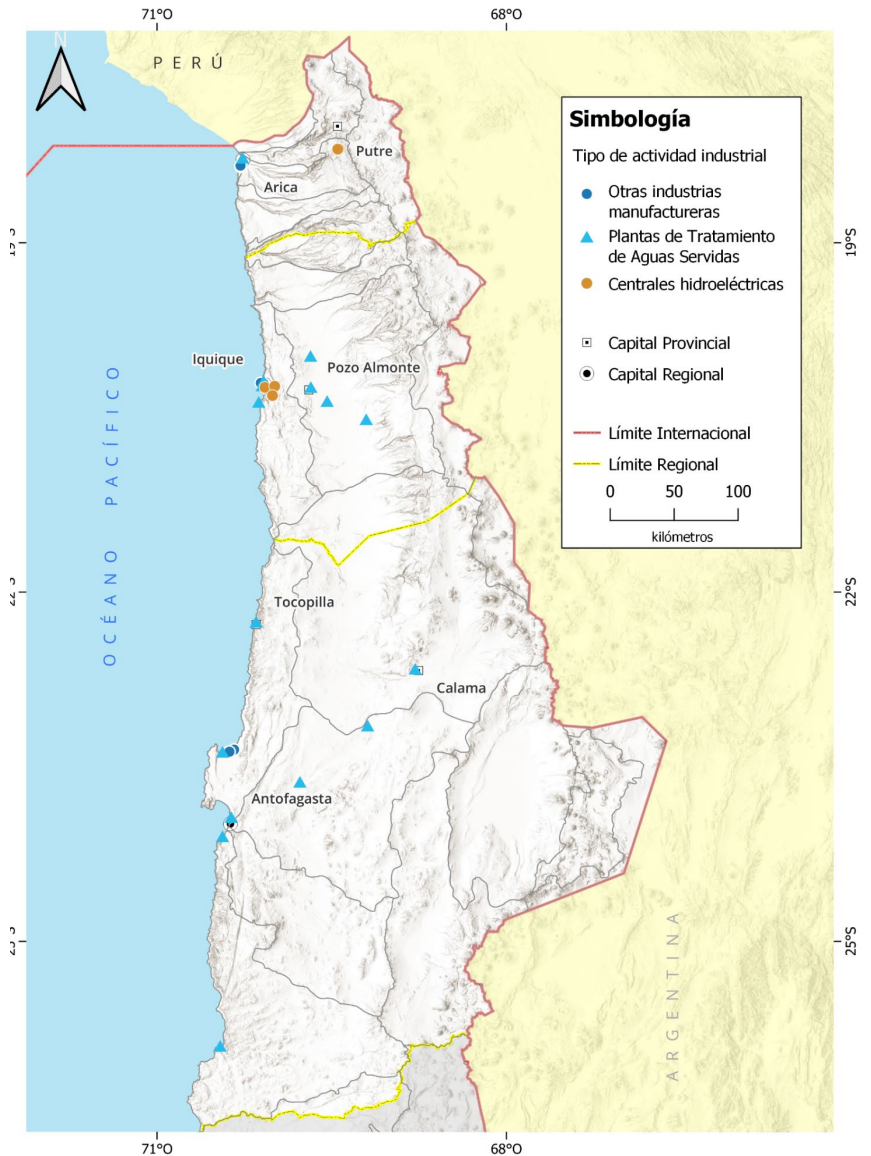 71°O
68°O
N
PERÚ
Simbología
Tipo de actividad industrial
Otras industrias
manufactureras
Plantas de Tratamiento
de Aguas Servidas
Centrales hidroeléctricas
Capital Provincial
Capital Regional
Límite Internacional
Límite Regional
0 50 100
kilómetros
Putre
Arica
19°S
Iquique
Pozo Almonte
OCÉANO PACÍFICO
22°S
22°S
Tocopilla
Calama
Antofagasta
25°S
ARGENTINA
71°O
68°O